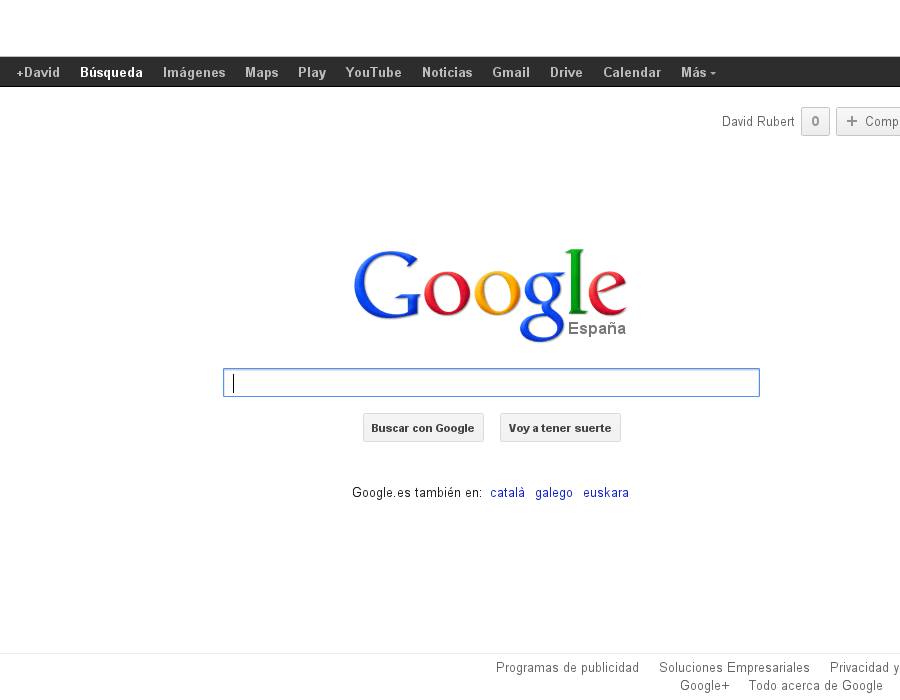 +David Búsqueda Imágenes Maps Play YouTube Noticias Gmail Drive Calendar Más
David Rubert 0 + Comp
Google
España
Buscar con Google Voy a tener suerte
Google.es también en: català galego euskara
Programas de publicidad Soluciones Empresariales Privacidad y
Google+ Todo acerca de Google